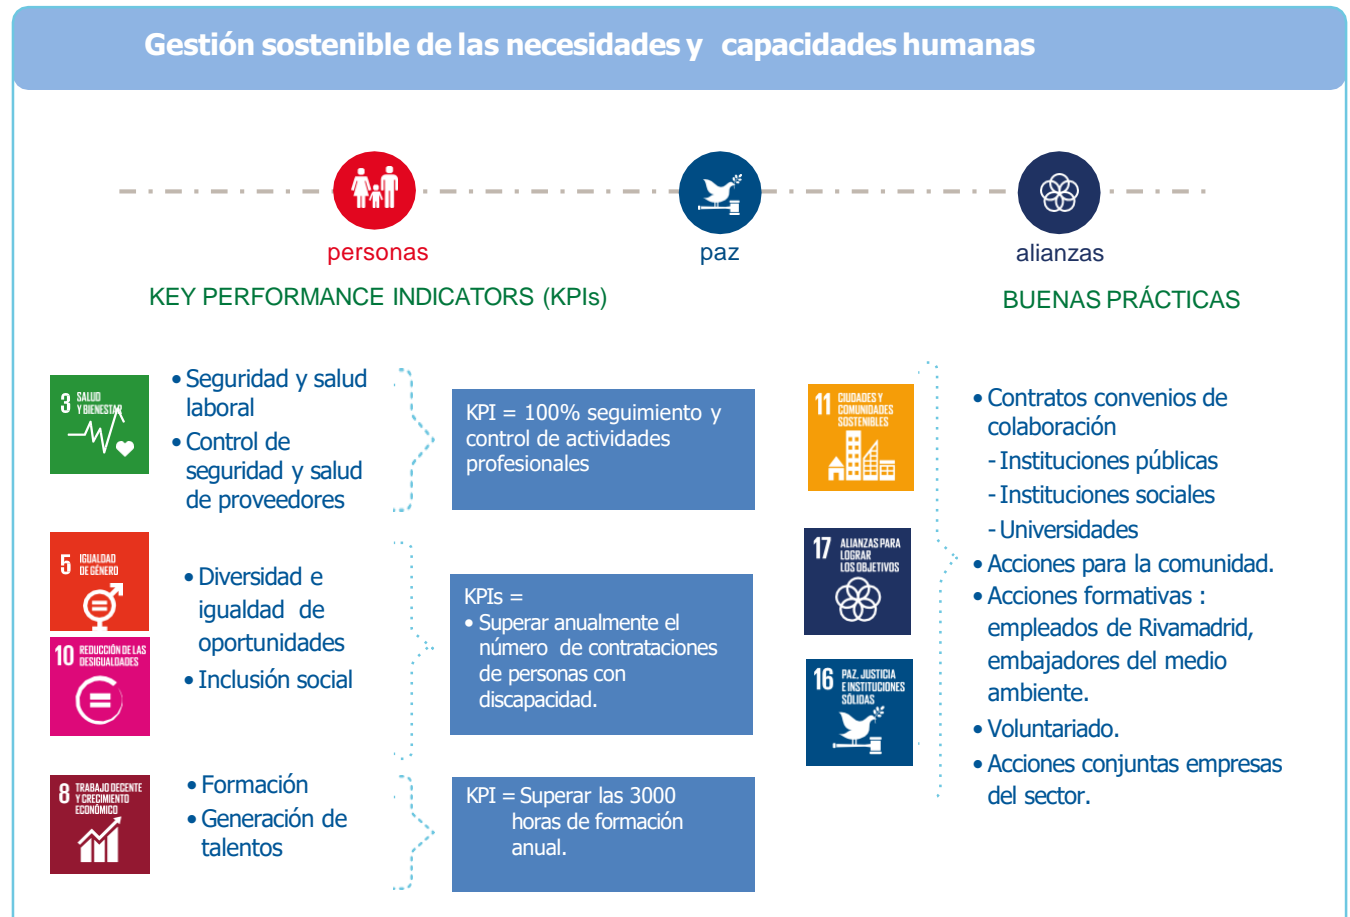 Gestión sostenible de las necesidades y capacidades humanas
personas
paz
alianzas
KEY PERFORMANCE INDICATORS (KPIs)
BUENAS PRÁCTICAS
3 SALUD
Y BIENESTAR
• Seguridad y salud
laboral
• Control de
seguridad y salud
de proveedores
KPI = 100% seguimiento y
control de actividades
profesionales
5 IGUALDAD
DE GÉNERO
10 REDUCCIÓN DE LAS
DESIGUALDADES
• Diversidad e
igualdad de
oportunidades
• Inclusión social
KPIs =
• Superar anualmente el
número de contrataciones
de personas con
discapacidad.
8 TRABAJO DECENTE
Y CRECIMIENTO
ECONÓMICO
• Formación
• Generación de
talentos
KPI = Superar las 3000
horas de formación
anual.
11 CIUDADES Y
COMUNIDADES
SOSTENIBLES
17 ALIANZAS PARA
LOGRAR
LOS OBJETIVOS
16 PAZ, JUSTICIA
E INSTITUCIONES
SÓLIDAS
• Contratos convenios de
colaboración
- Instituciones públicas
- Instituciones sociales
- Universidades
• Acciones para la comunidad.
• Acciones formativas :
empleados de Rivamadrid,
embajadores del medio
ambiente.
• Voluntariado.
• Acciones conjuntas empresas
del sector.